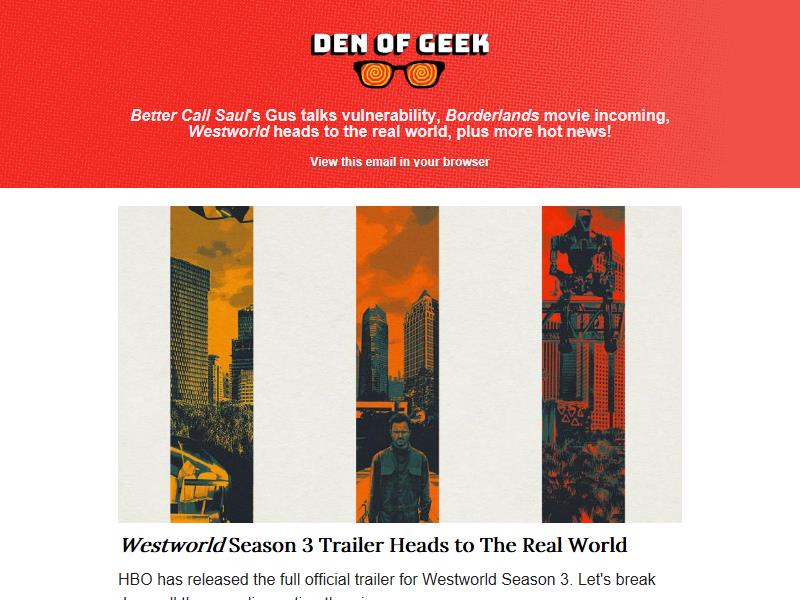 DEN OF GEEK
Better Call Saul's Gus talks vulnerability, Borderlands movie incoming,
Westworld heads to the real world, plus more hot news!
View this email in your browser
Westworld Season 3 Trailer Heads to The Real World
HBO has released the full official trailer for Westworld Season 3. Let's break